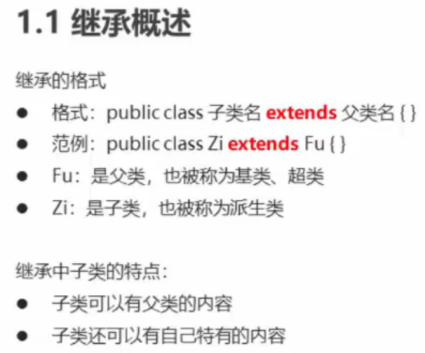 1.1 继承概述
继承的格式
● 格式：public class 子类名 extends 父类名 { }
● 范例：public class Zi extends Fu { }
● Fu：是父类，也被称为基类、超类
● Zi：是子类，也被称为派生类
继承中子类的特点：
● 子类可以有父类的内容
● 子类还可以有自己特有的内容